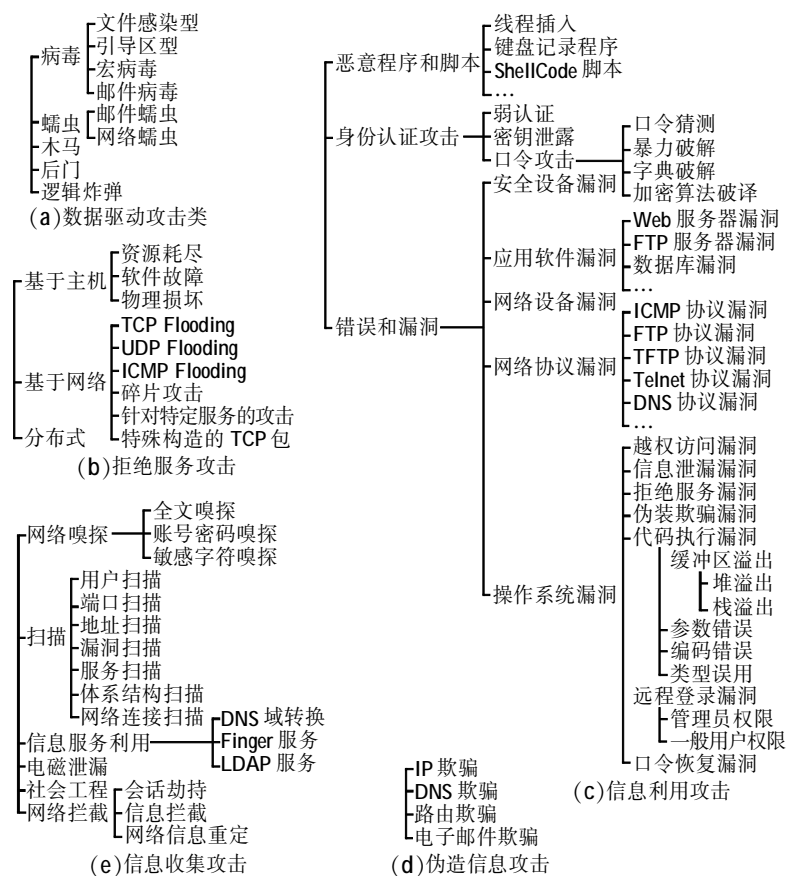 病毒
文件感染型
引导区型
宏病毒
邮件病毒
蠕虫
邮件蠕虫
网络蠕虫
木马
后门
逻辑炸弹
(a)数据驱动攻击类
基于主机
资源耗尽
软件故障
物理损坏
基于网络
TCP Flooding
UDP Flooding
ICMP Flooding
碎片攻击
针对特定服务的攻击
特殊构造的 TCP 包
分布式
(b)拒绝服务攻击
恶意程序和脚本
线程插入
键盘记录程序
ShellCode 脚本
…
身份认证攻击
弱认证
密钥泄露
口令攻击
口令猜测
暴力破解
字典破解
加密算法破译
错误和漏洞
安全设备漏洞
应用软件漏洞
Web 服务器漏洞
FTP 服务器漏洞
数据库漏洞
…
网络设备漏洞
网络协议漏洞
ICMP 协议漏洞
FTP 协议漏洞
TFTP 协议漏洞
Telnet 协议漏洞
DNS 协议漏洞
…
操作系统漏洞
越权访问漏洞
信息泄漏漏洞
拒绝服务漏洞
伪装欺骗漏洞
代码执行漏洞
缓冲区溢出
堆溢出
栈溢出
参数错误
编码错误
类型误用
远程登录漏洞
管理员权限
一般用户权限
口令恢复漏洞
(c)信息利用攻击
网络嗅探
全文嗅探
账号密码嗅探
敏感字符嗅探
扫描
用户扫描
端口扫描
地址扫描
漏洞扫描
服务扫描
体系结构扫描
网络连接扫描
信息服务利用
DNS 域转换
Finger 服务
LDAP 服务
电磁泄漏
社会工程
网络拦截
会话劫持
信息拦截
网络信息重定
(e)信息收集攻击
IP 欺骗
DNS 欺骗
路由欺骗
电子邮件欺骗
(d)伪造信息攻击